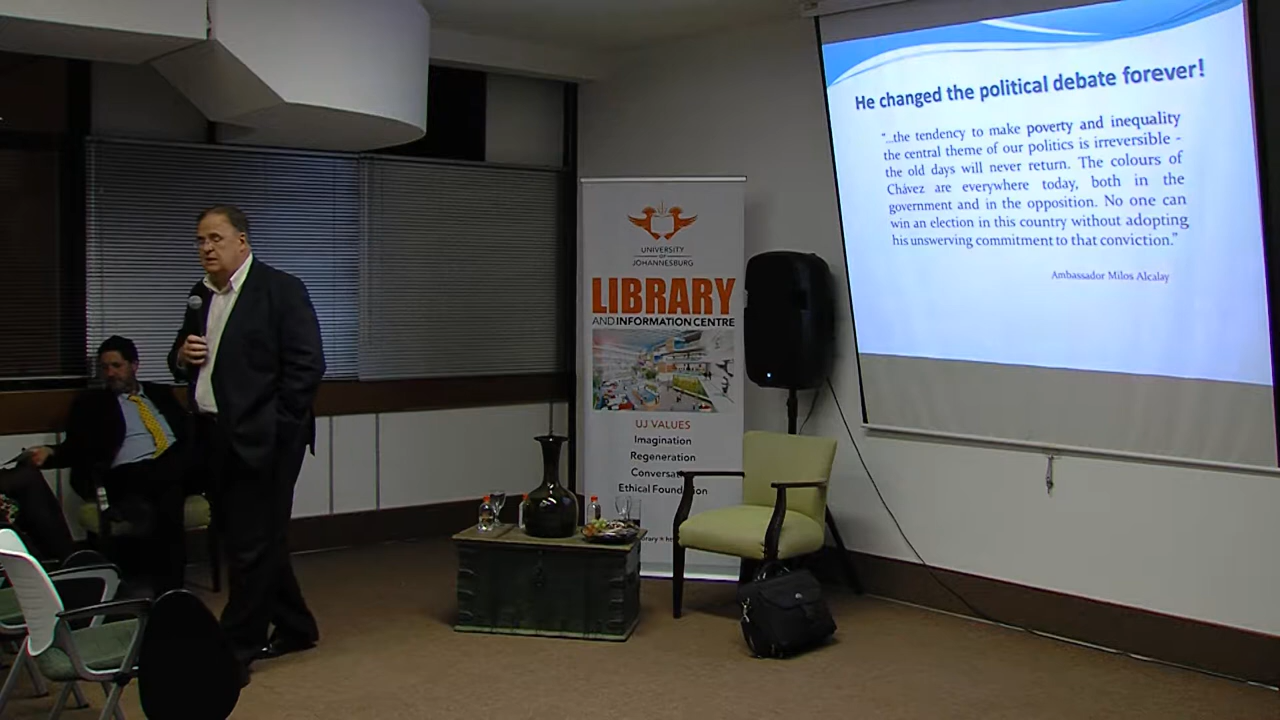 He changed the political debate forever!
"...the tendency to make poverty and inequality
the central theme of our politics is irreversible -
the old days will never return. The colours of
Chávez are everywhere today, both in the
government and in the opposition. No one can
win an election in this country without adopting
his unswerving commitment to that conviction."
Ambassador Milos Alcalay
UNIVERSITY
OF
JOHANNESBURG
LIBRARY
AND INFORMATION CENTRE
UJ VALUES
Imagination
Regeneration
Ethical